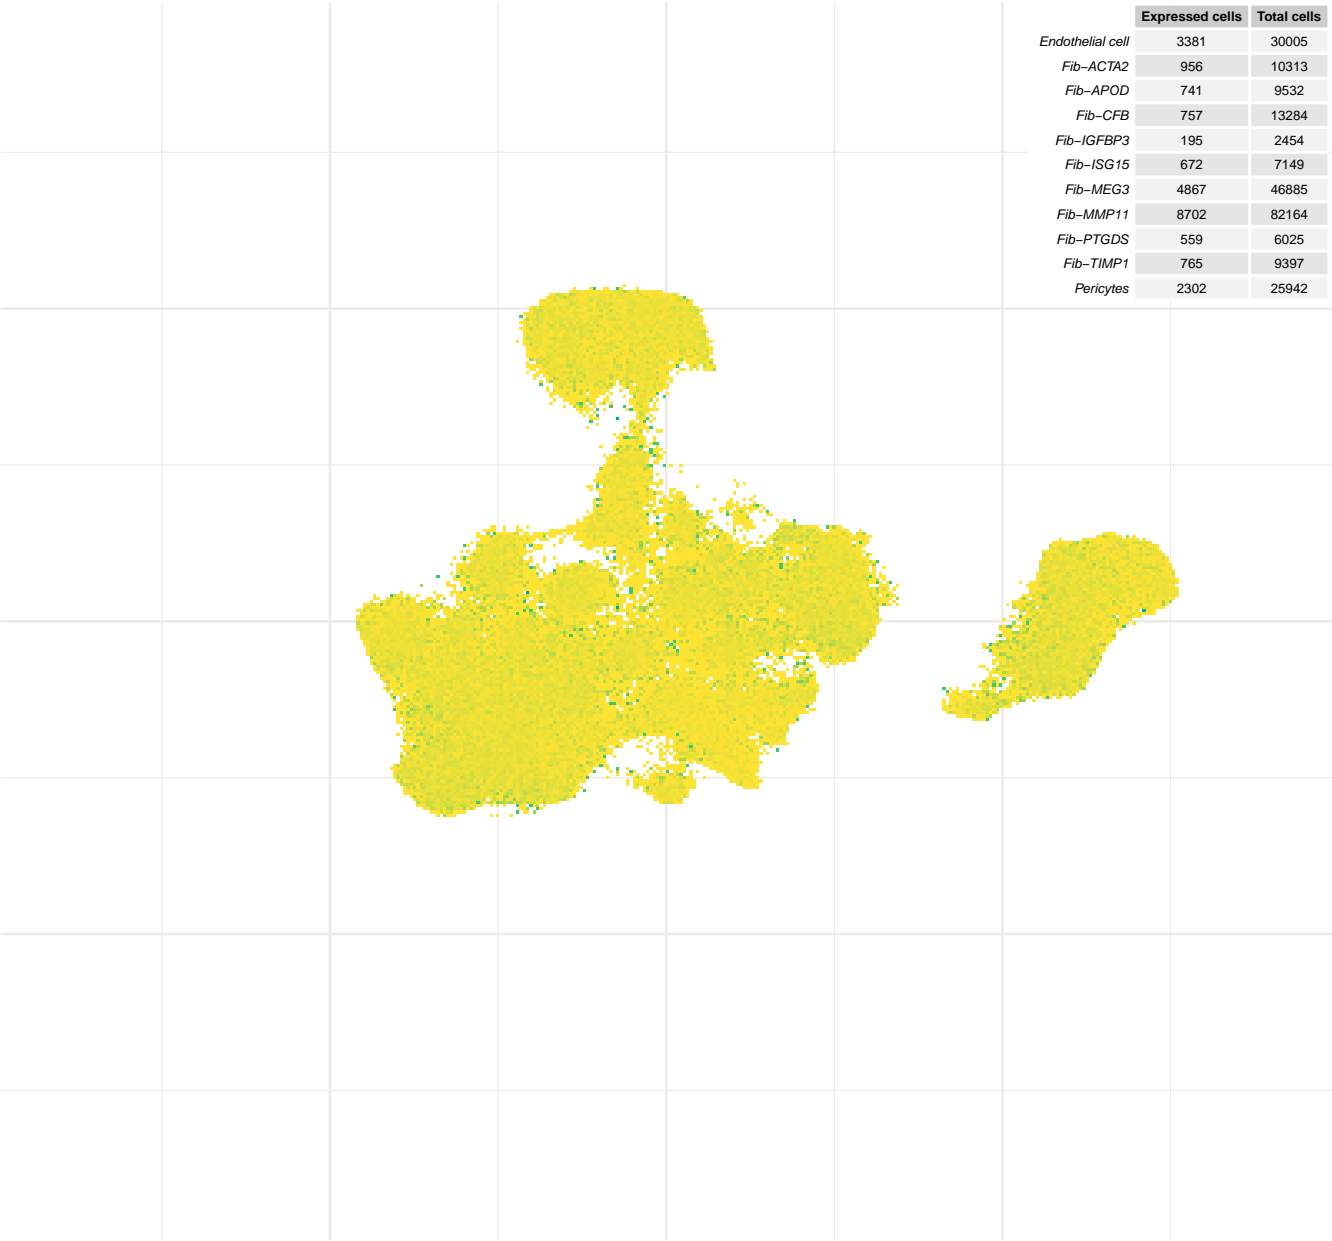 Expressed cells Total cells
Endothelial cell 3381 30005
Fib−ACTA2 956 10313
Fib−APOD 741 9532
Fib−CFB 757 13284
Fib−IGFBP3 195 2454
Fib−ISG15 672 7149
Fib−MEG3 4867 46885
Fib−MMP11 8702 82164
Fib−PTGDS 559 6025
Fib−TIMP1 765 9397
Pericytes 2302 25942